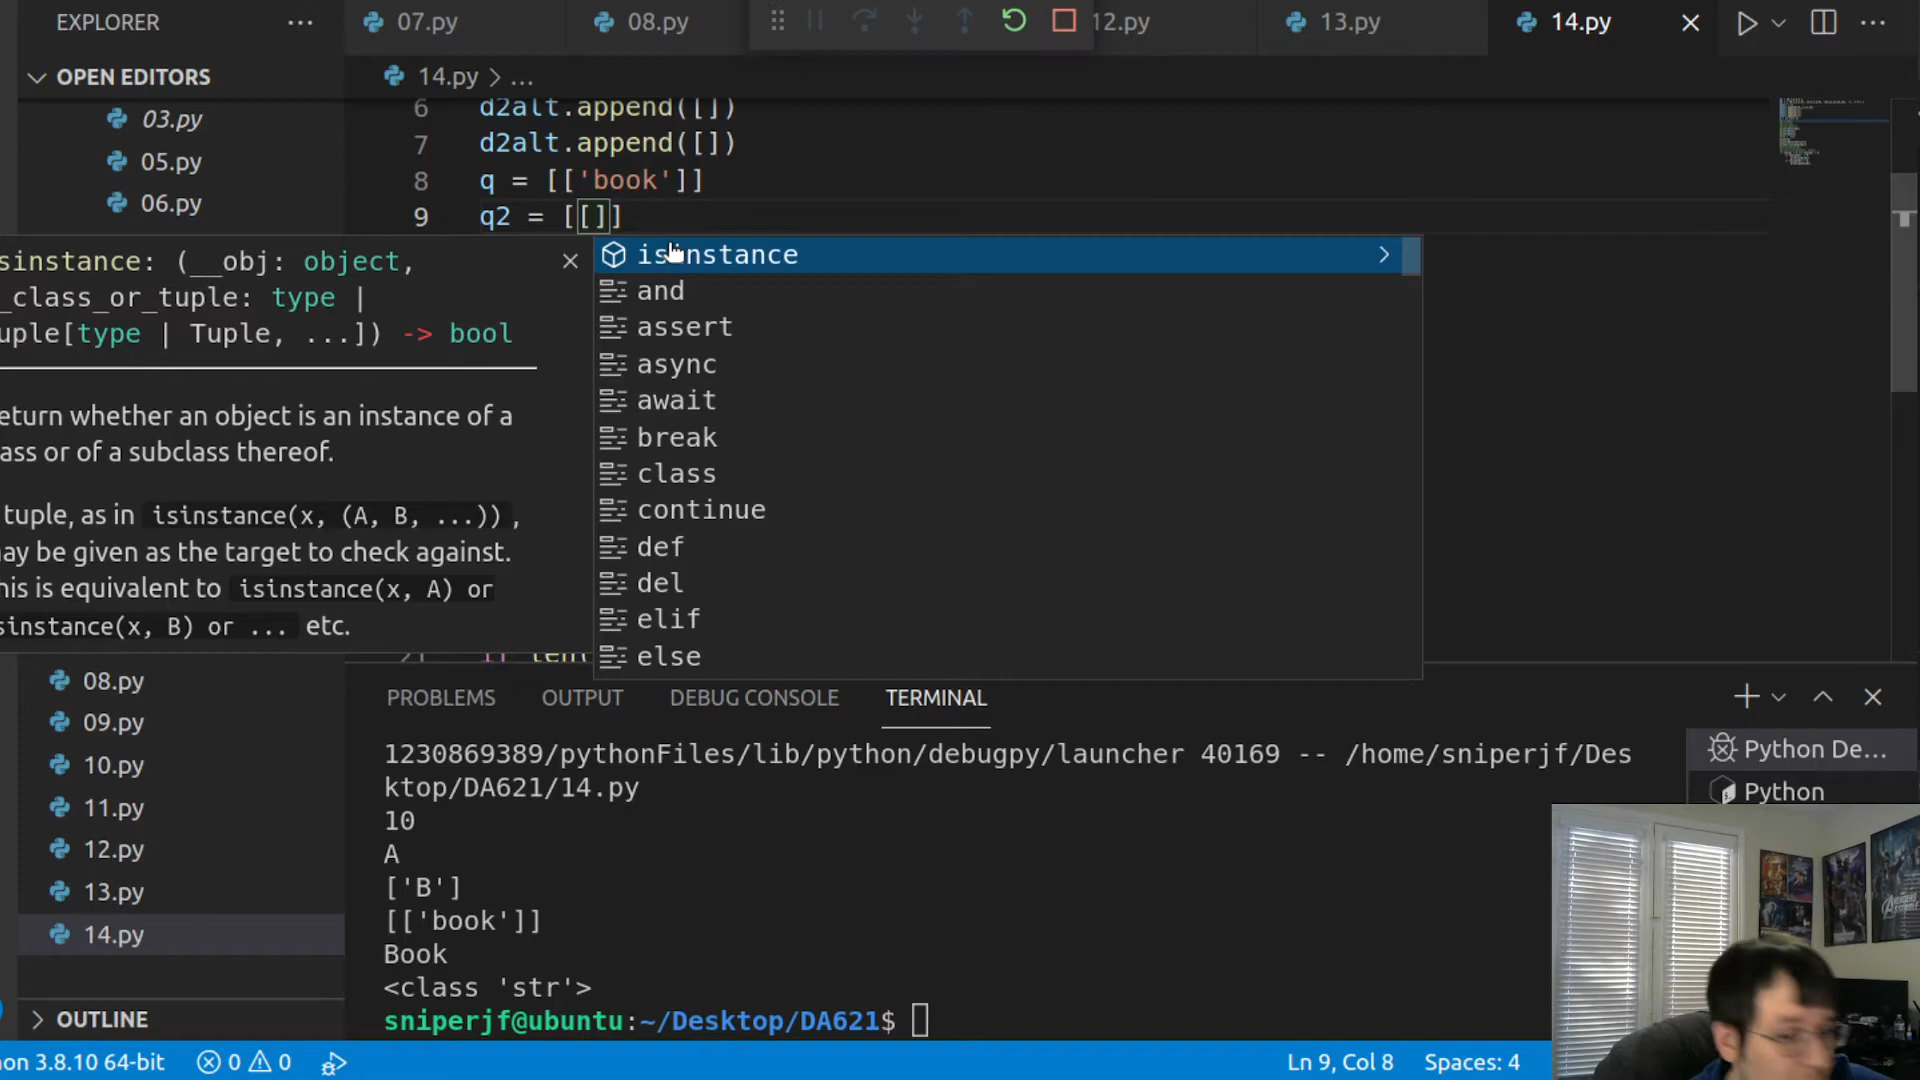 EXPLORER
07.py
08.py
12.py
13.py
14.py
OPEN EDITORS
14.py > ...
03.py
05.py
06.py
6 d2alt.append([])
7 d2alt.append([])
8 q = [['book']]
9 q2 = [[]]
sinstance: (__obj: object,
_class_or_tuple: type |
uple[type | Tuple, ...]) -> bool
eturn whether an object is an instance of a
ass or of a subclass thereof.
tuple, as in isinstance(x, (A, B, ...)),
ay be given as the target to check against.
his is equivalent to isinstance(x, A) or
sinstance(x, B) or ... etc.
isinstance
and
assert
async
await
break
class
continue
def
del
elif
else
08.py
09.py
10.py
11.py
12.py
13.py
14.py
OUTLINE
PROBLEMS
OUTPUT
DEBUG CONSOLE
TERMINAL
1230869389/pythonFiles/lib/python/debugpy/launcher 40169 -- /home/sniperjf/Des
ktop/DA621/14.py
10
A
['B']
[['book']]
Book
<class 'str'>
sniperjf@ubuntu:~/Desktop/DA621$
Python De...
Python
on 3.8.10 64-bit
0
0
Ln 9, Col 8
Spaces: 4